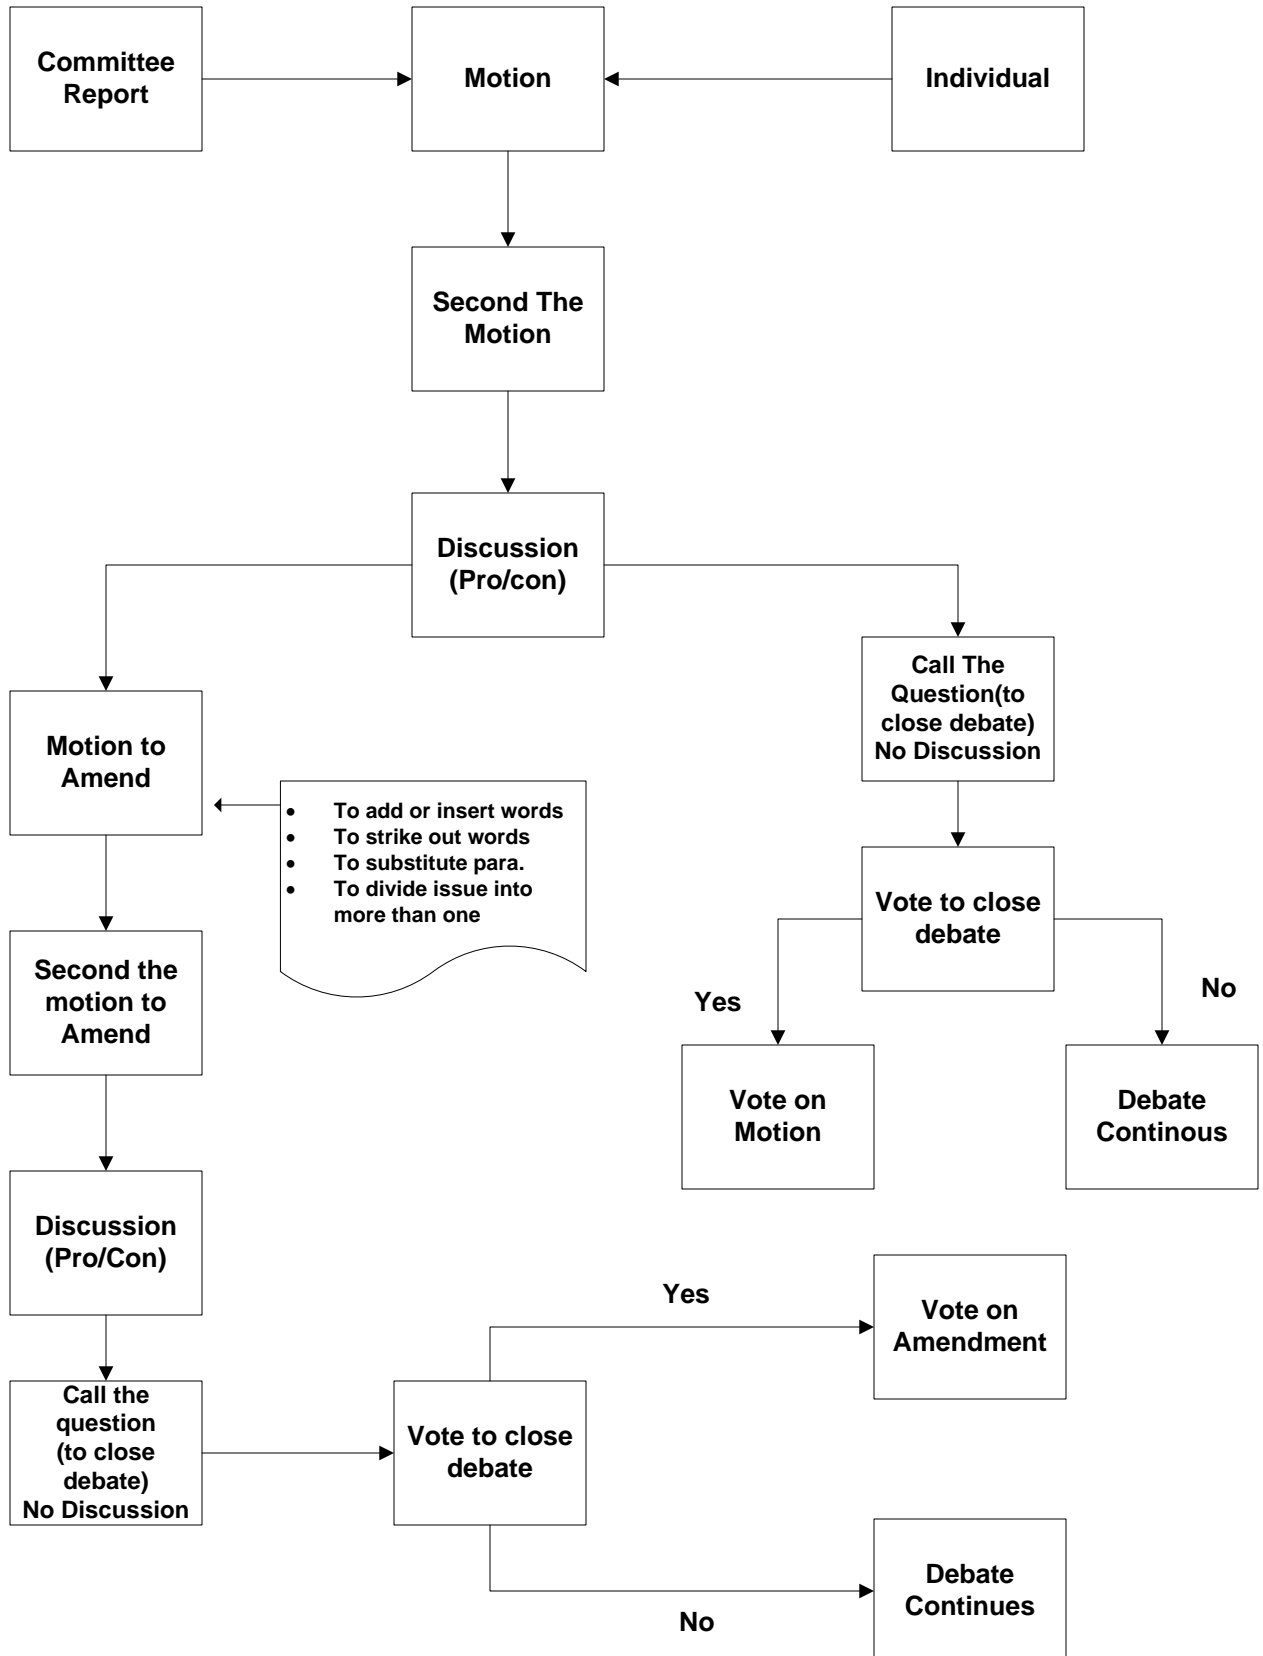 Committee
Report
Motion
Individual
Second The
Motion
Discussion
(Pro/con)
Call The
Question(to
close debate)
No Discussion
Motion to
Amend
• To add or insert words
• To strike out words
• To substitute para.
• To divide issue into
more than one
Vote to close
debate
Second the
motion to
Amend
Yes
No
Vote on
Motion
Debate
Continous
Discussion
(Pro/Con)
Yes
Vote on
Amendment
Call the
question
(to close
debate)
No Discussion
Vote to close
debate
Debate
Continues
No